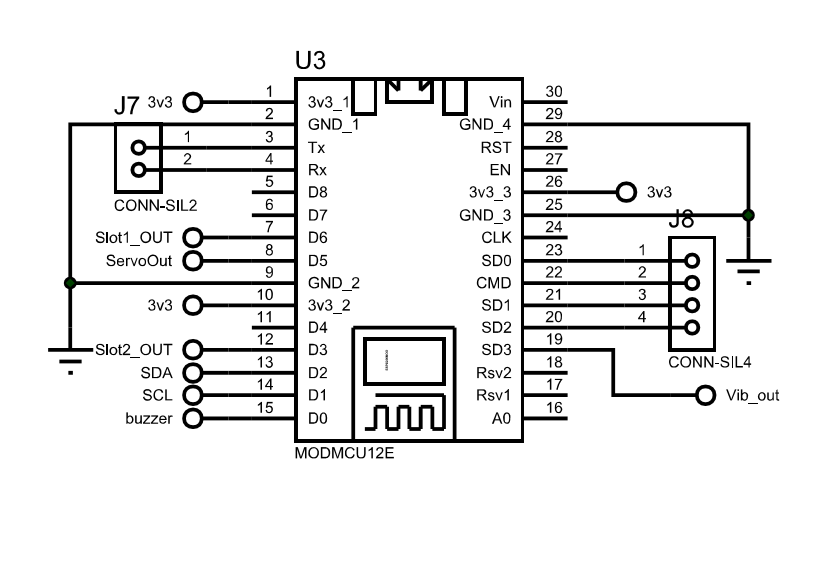 U3
J7
3v3 1 3v3_1 Vin 30
2 GND_1 GND_4 29
1 3 Tx RST 28
2 4 Rx EN 27
5 D8 3v3_3 26 3v3
CONN-SIL2
6 D7 GND_3 25
J8
Slot1_OUT 7 D6 CLK 24
ServoOut 8 D5 SD0 23 1
9 GND_2 CMD 22 2
3v3 10 3v3_2 SD1 21 3
11 D4 SD2 20 4
Slot2_OUT 12 D3 SD3 19
CONN-SIL4
SDA 13 D2 Rsv2 18
SCL 14 D1 Rsv1 17 Vib_out
buzzer 15 D0 A0 16
MODMCU12E